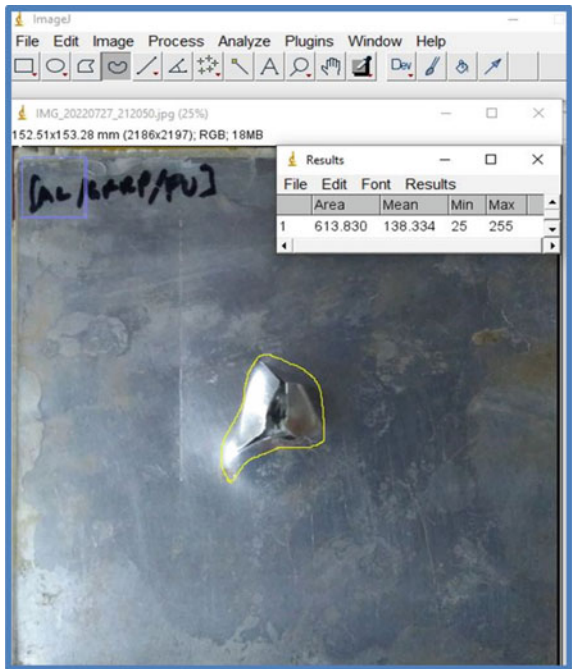 ImageJ
File Edit Image Process Analyze Plugins Window Help
Dev
IMG_20220727_212050.jpg (25%)
152.51x153.28 mm (2186x2197); RGB; 18MB
Results
File Edit Font Results
Area Mean Min Max
1 613.830 138.334 25 255